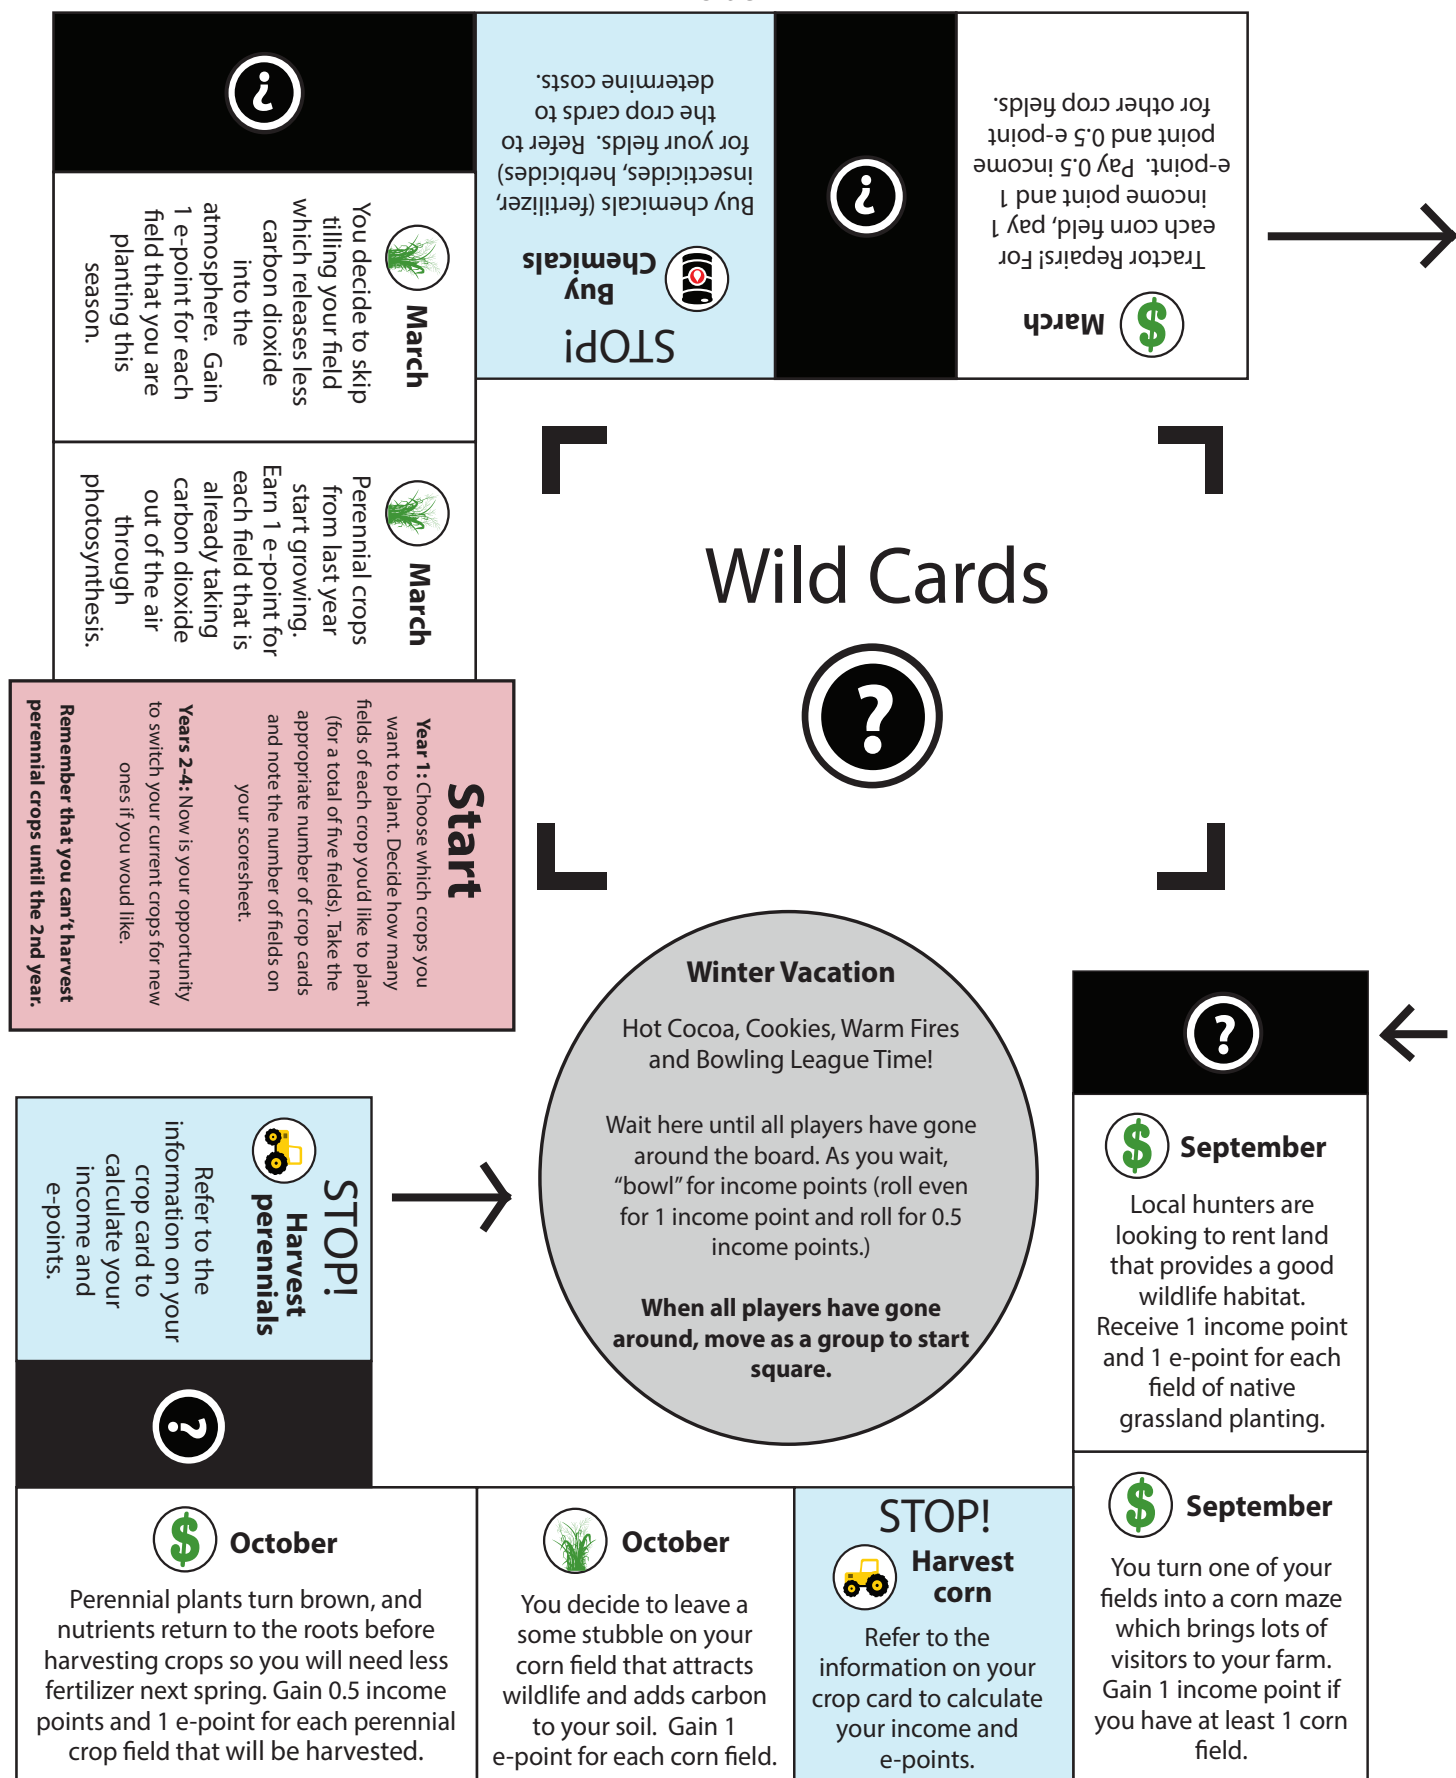 ?
STOP!
Buy
Chemicals
Buy chemicals (fertilizer,
insecticides, herbicides)
for your fields. Refer to
the crop cards to
determine costs.
?
$
March
Tractor Repairs! For
each corn field, pay 1
income point and 1
e-point. Pay 0.5 income
point and 0.5 e-point
for other crop fields.
March
You decide to skip
tilling your field
which releases less
carbon dioxide
into the
atmosphere. Gain
1 e-point for each
field that you are
planting this
season.
March
Perennial crops
from last year
start growing.
Earn 1 e-point for
each field that is
already taking
carbon dioxide
out of the air
through
photosynthesis.
Wild Cards
?
Start
Year 1: Choose which crops you
want to plant. Decide how many
fields of each crop you'd like to plant
(for a total of five fields). Take the
appropriate number of crop cards
and note the number of fields on
your scoresheet.
Years 2-4: Now is your opportunity
to switch your current crops for new
ones if you woud like.
Remember that you can't harvest
perennial crops until the 2nd year.
Winter Vacation
Hot Cocoa, Cookies, Warm Fires
and Bowling League Time!
Wait here until all players have gone
around the board. As you wait,
“bowl” for income points (roll even
for 1 income point and roll for 0.5
income points.)
When all players have gone
around, move as a group to start
square.
?
$
September
Local hunters are
looking to rent land
that provides a good
wildlife habitat.
Receive 1 income point
and 1 e-point for each
field of native
grassland planting.
$
September
You turn one of your
fields into a corn maze
which brings lots of
visitors to your farm.
Gain 1 income point if
you have at least 1 corn
field.
STOP!
Harvest
corn
Refer to the
information on your
crop card to calculate
your income and
e-points.
October
You decide to leave a
some stubble on your
corn field that attracts
wildlife and adds carbon
to your soil. Gain 1
e-point for each corn field.
$
October
Perennial plants turn brown, and
nutrients return to the roots before
harvesting crops so you will need less
fertilizer next spring. Gain 0.5 income
points and 1 e-point for each perennial
crop field that will be harvested.
?
STOP!
Harvest
perennials
Refer to the
information on your
crop card to
calculate your
income and
e-points.